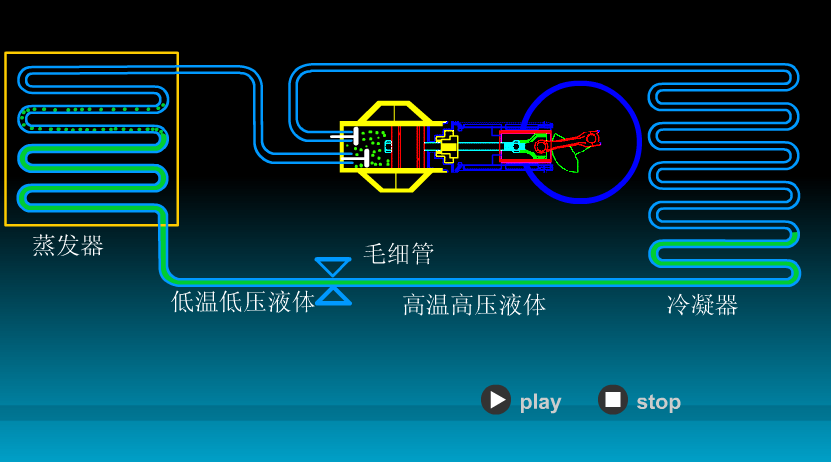 蒸发器
毛细管
低温低压液体
高温高压液体
冷凝器
play
stop